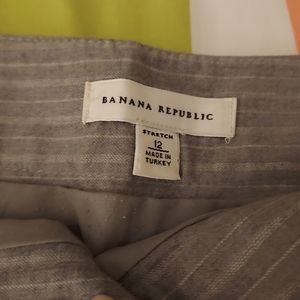 BANANA REPUBLIC
STRETCH
12
MADE IN
TURKEY